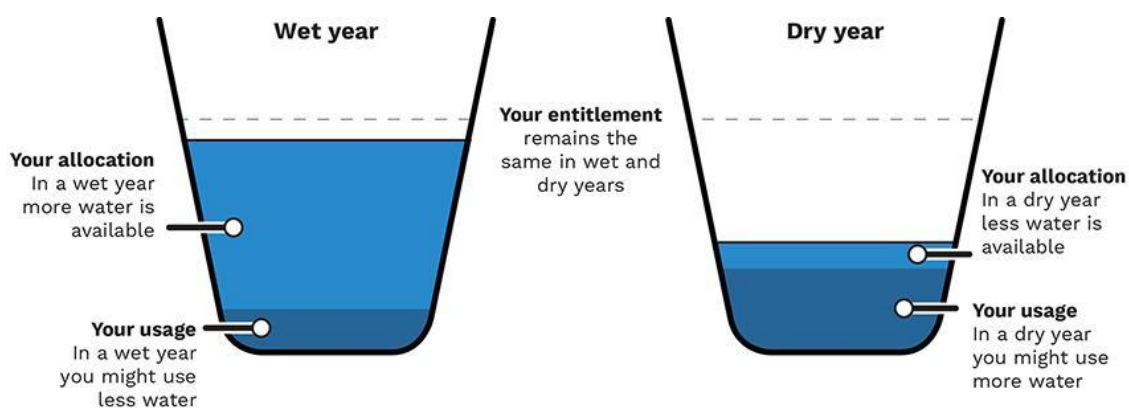 Wet year
Dry year
Your entitlement
remains the
same in wet and
dry years
Your allocation
In a wet year
more water is
available
Your allocation
In a dry year
less water is
available
Your usage
In a wet year
you might use
less water
Your usage
In a dry year
you might use
more water